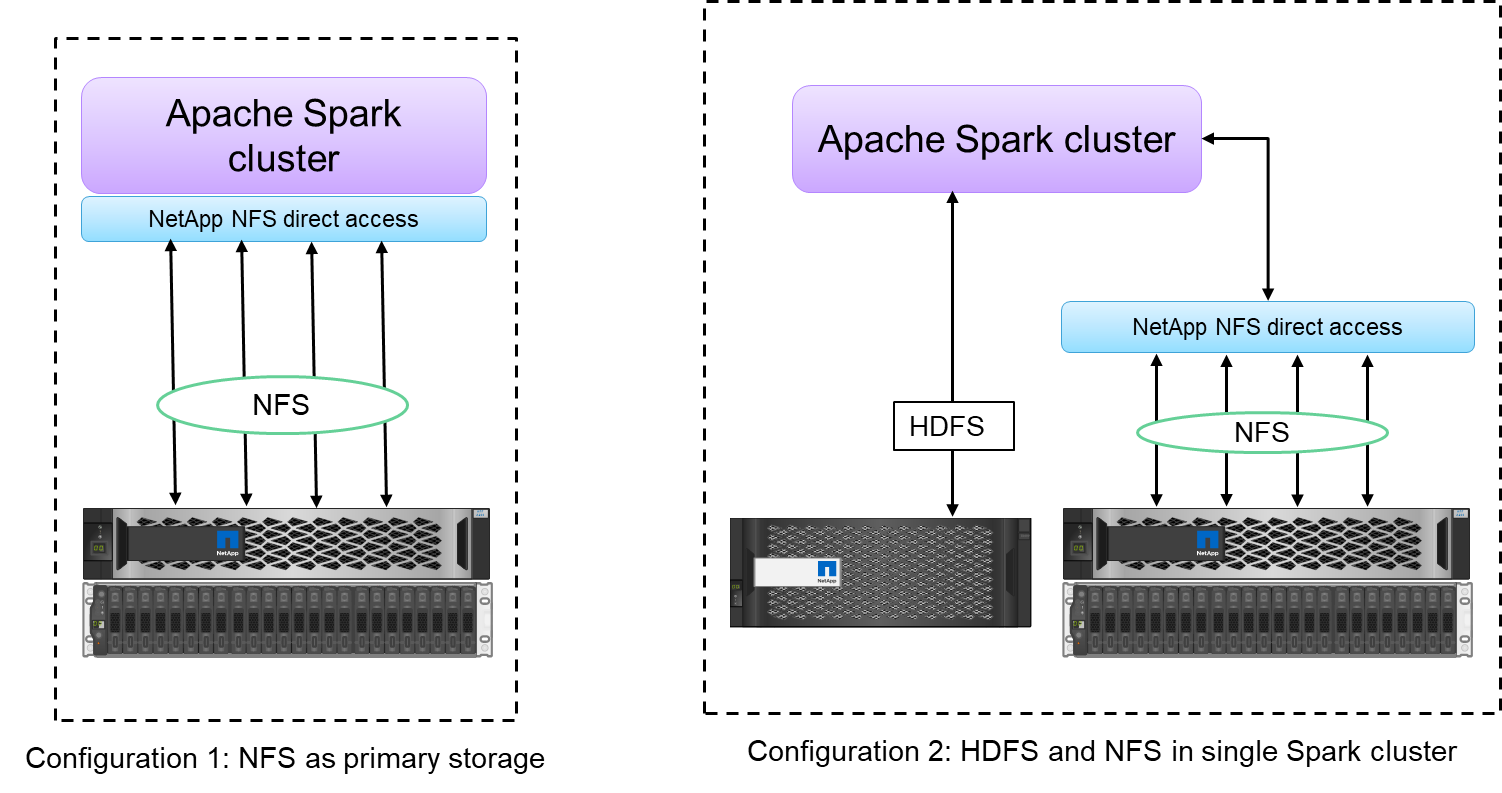 Apache Spark
cluster
NetApp NFS direct access
NFS
NetApp
Configuration 1: NFS as primary storage
Apache Spark cluster
NetApp NFS direct access
HDFS
NFS
NetApp
NetApp
Configuration 2: HDFS and NFS in single Spark cluster